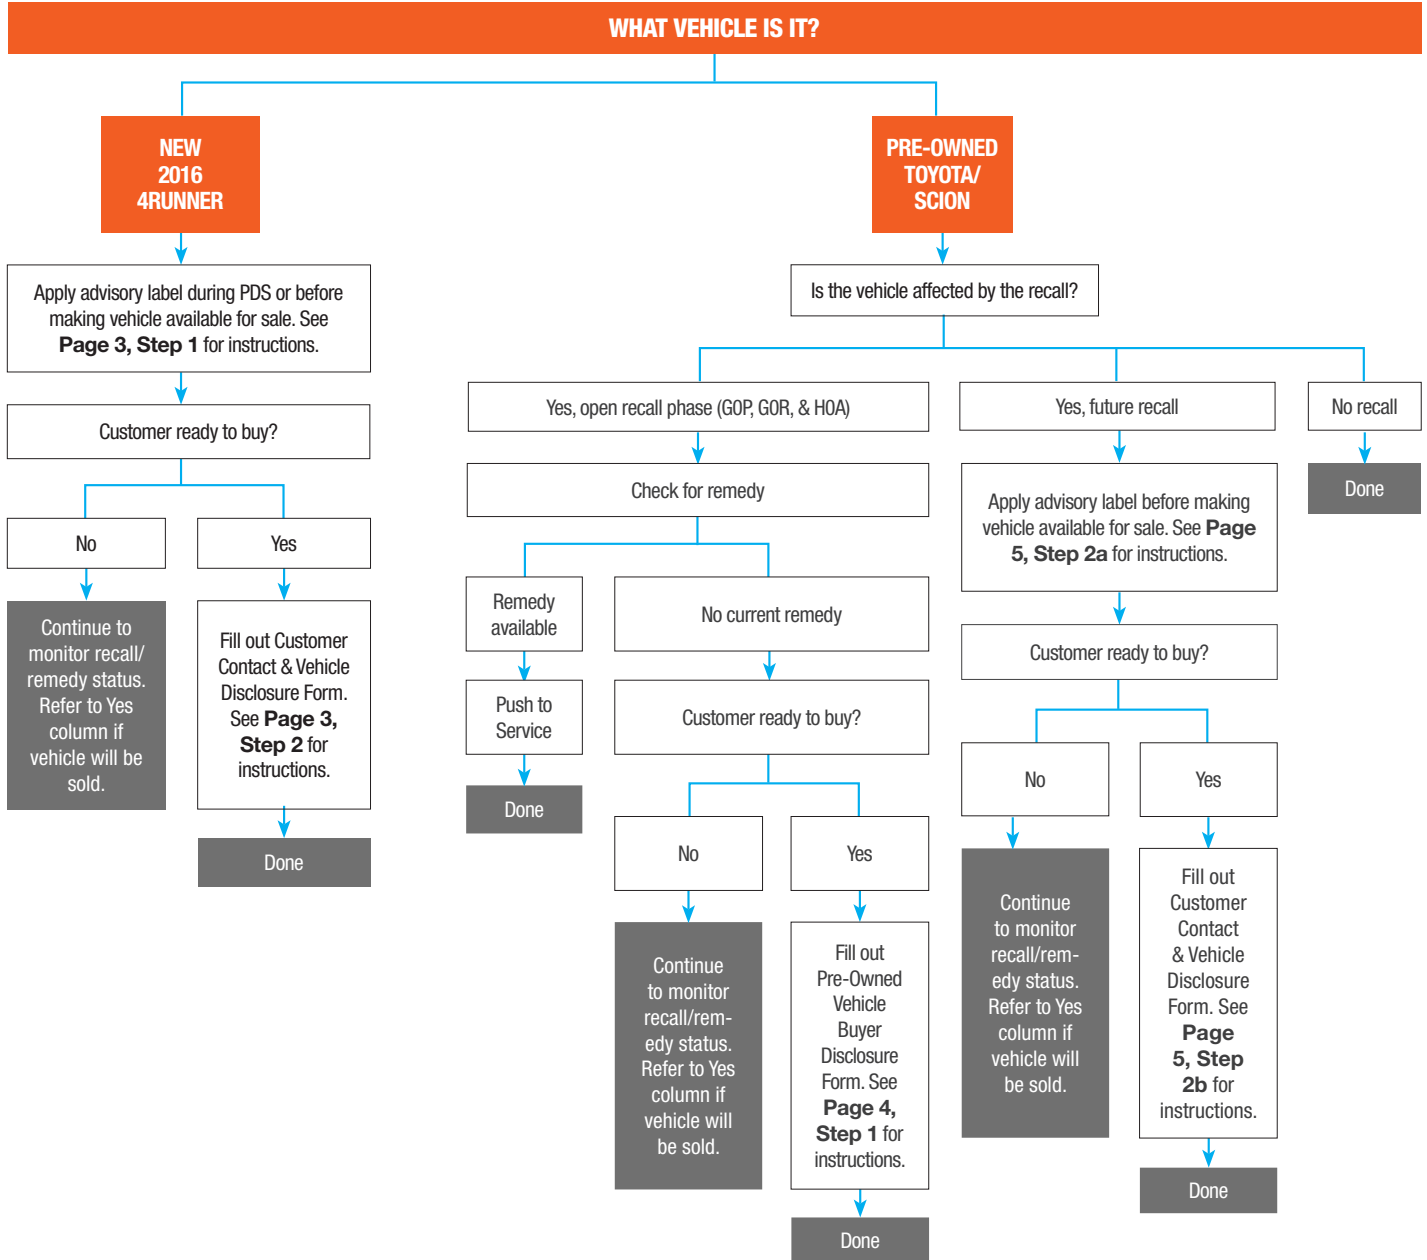 WHAT VEHICLE IS IT?
NEW
2016
4RUNNER
Apply advisory label during PDS or before
making vehicle available for sale. See
Page 3, Step 1 for instructions.
Customer ready to buy?
No
Yes
Continue to
monitor recall/
remedy status.
Refer to Yes
column if
vehicle will be
sold.
Fill out Customer
Contact & Vehicle
Disclosure Form.
See Page 3,
Step 2 for
instructions.
Done
PRE-OWNED
TOYOTA/
SCION
Is the vehicle affected by the recall?
Yes, open recall phase (G0P, G0R, & H0A)
Check for remedy
Remedy
available
Push to
Service
Done
No current remedy
Customer ready to buy?
No
Yes
Continue
to monitor
recall/rem-
edy status.
Refer to Yes
column if
vehicle will
be sold.
Fill out
Pre-Owned
Vehicle
Buyer
Disclosure
Form. See
Page 4,
Step 1 for
instructions.
Done
Yes, future recall
Apply advisory label before making
vehicle available for sale. See Page
5, Step 2a for instructions.
Customer ready to buy?
No
Yes
Continue
to monitor
recall/rem-
edy status.
Refer to Yes
column if
vehicle will
be sold.
Fill out
Customer
Contact
& Vehicle
Disclosure
Form. See
Page
5, Step
2b for
instructions.
Done
No recall
Done